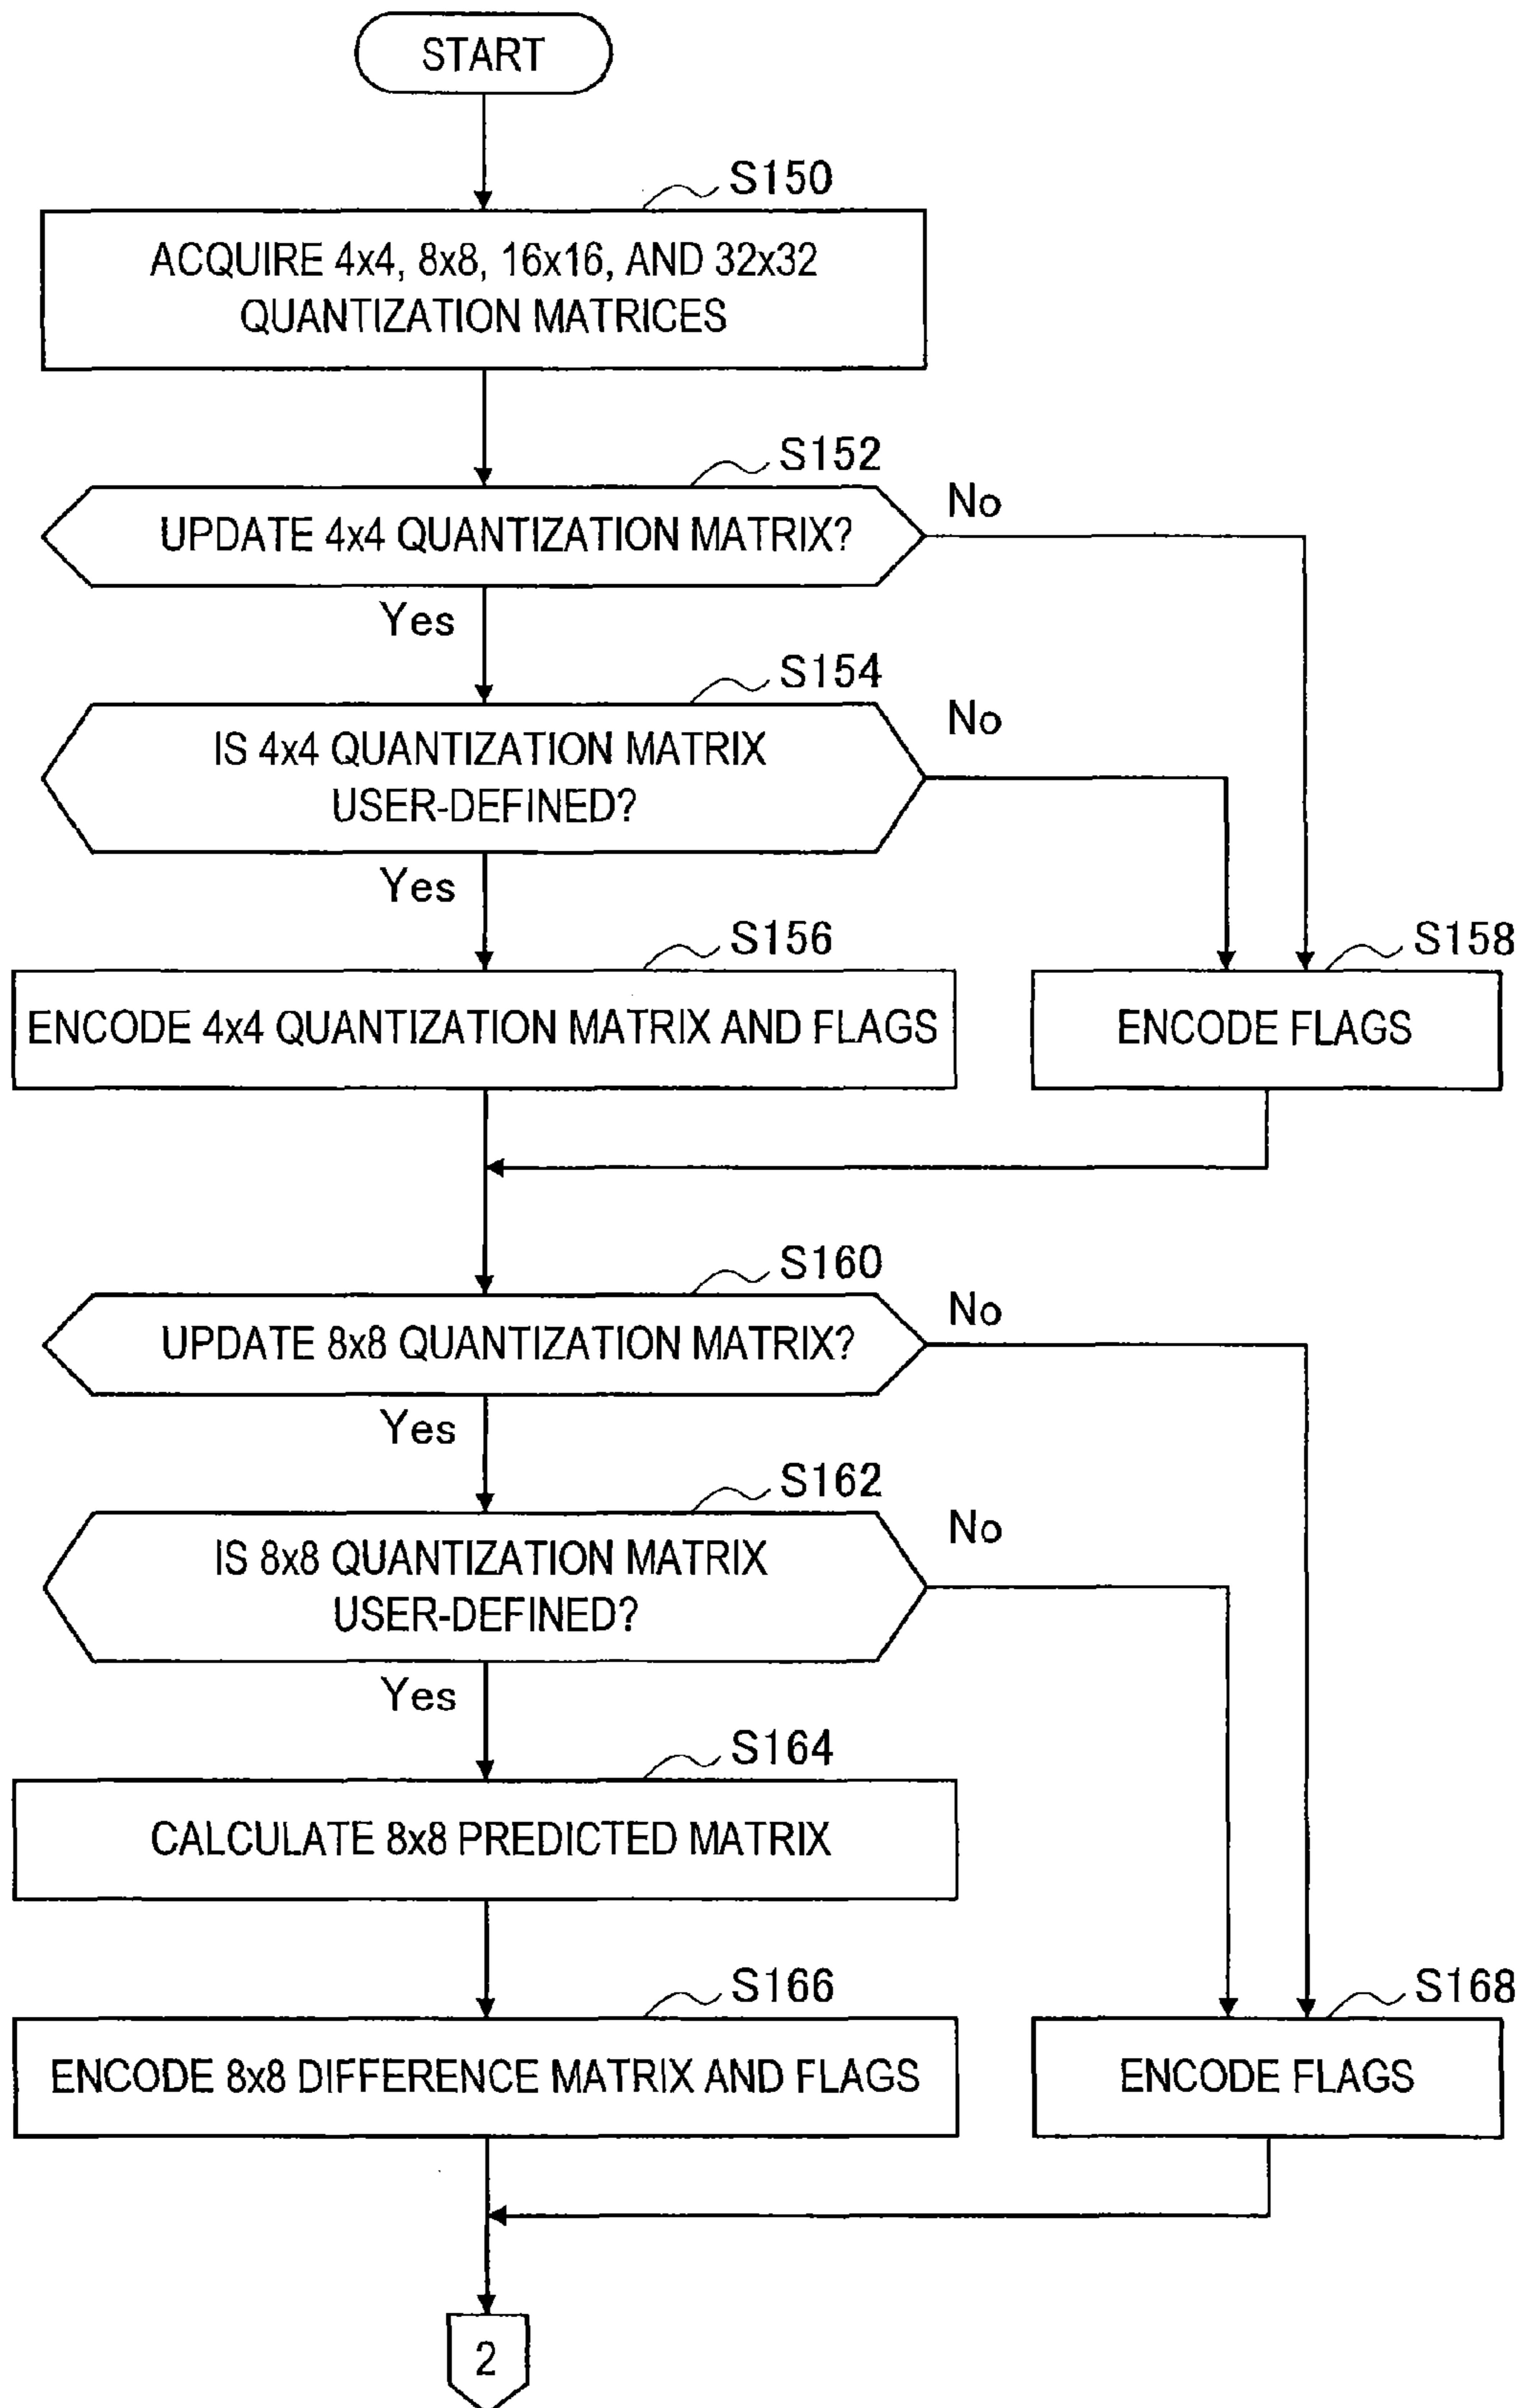 START
S150
ACQUIRE 4x4, 8x8, 16x16, AND 32x32
QUANTIZATION MATRICES
S152
UPDATE 4x4 QUANTIZATION MATRIX?
No
Yes
S154
IS 4x4 QUANTIZATION MATRIX
USER-DEFINED?
No
Yes
S156
ENCODE 4x4 QUANTIZATION MATRIX AND FLAGS
S158
ENCODE FLAGS
S160
UPDATE 8x8 QUANTIZATION MATRIX?
No
Yes
S162
IS 8x8 QUANTIZATION MATRIX
USER-DEFINED?
No
Yes
S164
CALCULATE 8x8 PREDICTED MATRIX
S166
ENCODE 8x8 DIFFERENCE MATRIX AND FLAGS
S168
ENCODE FLAGS
2